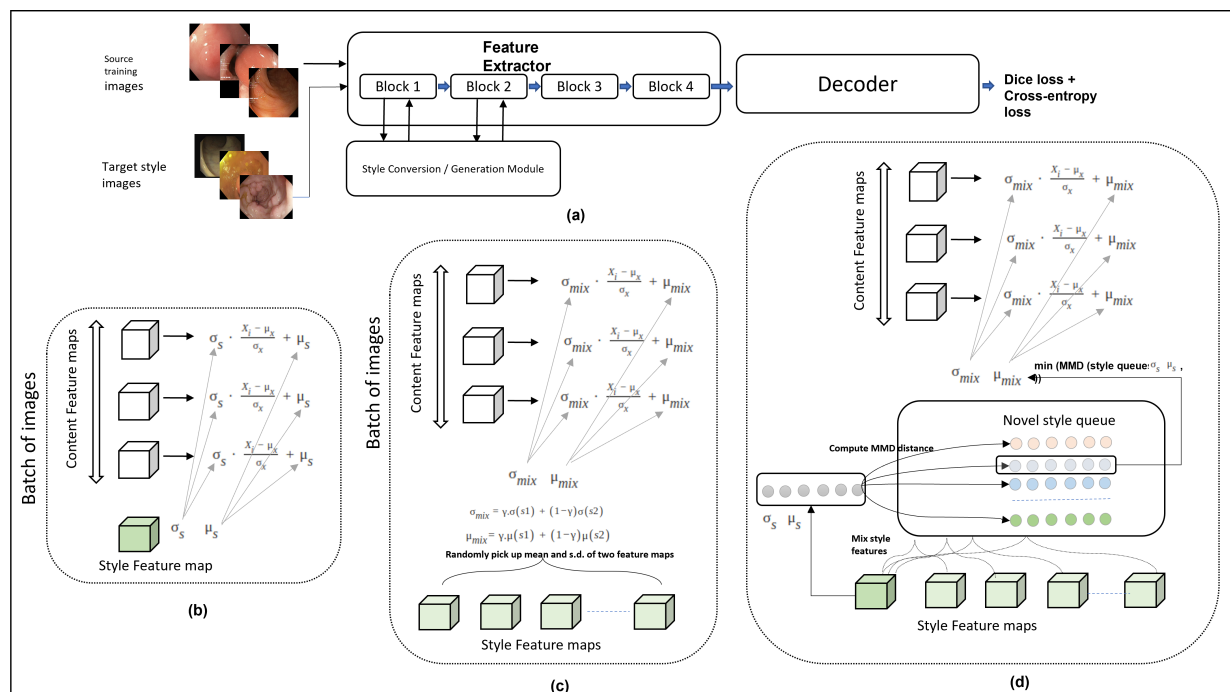 Source
training
images
Target style
images
Feature
Extractor
Block 1
Block 2
Block 3
Block 4
Style Conversion / Generation Module
Decoder
Dice loss +
Cross-entropy
loss
(a)
Batch of images
Content Feature maps
σs · (Xi − μx)/σx + μs
σs · (Xi − μx)/σx + μs
σs · (Xi − μx)/σx + μs
σs μs
Style Feature map
(b)
Batch of images
Content Feature maps
σmix · (Xi − μx)/σx + μmix
σmix · (Xi − μx)/σx + μmix
σmix · (Xi − μx)/σx + μmix
σmix μmix
σmix = γ.σ(s1) + (1−γ)σ(s2)
μmix = γ.μ(s1) + (1−γ)μ(s2)
Randomly pick up mean and s.d. of two feature maps
Style Feature maps
(c)
Content Feature maps
σmix · (Xi − μx)/σx + μmix
σmix · (Xi − μx)/σx + μmix
σmix · (Xi − μx)/σx + μmix
σmix μmix
min (MMD (style queue σs μs ,
))
Novel style queue
Compute MMD distance
σs μs
Mix style
features
Style Feature maps
(d)